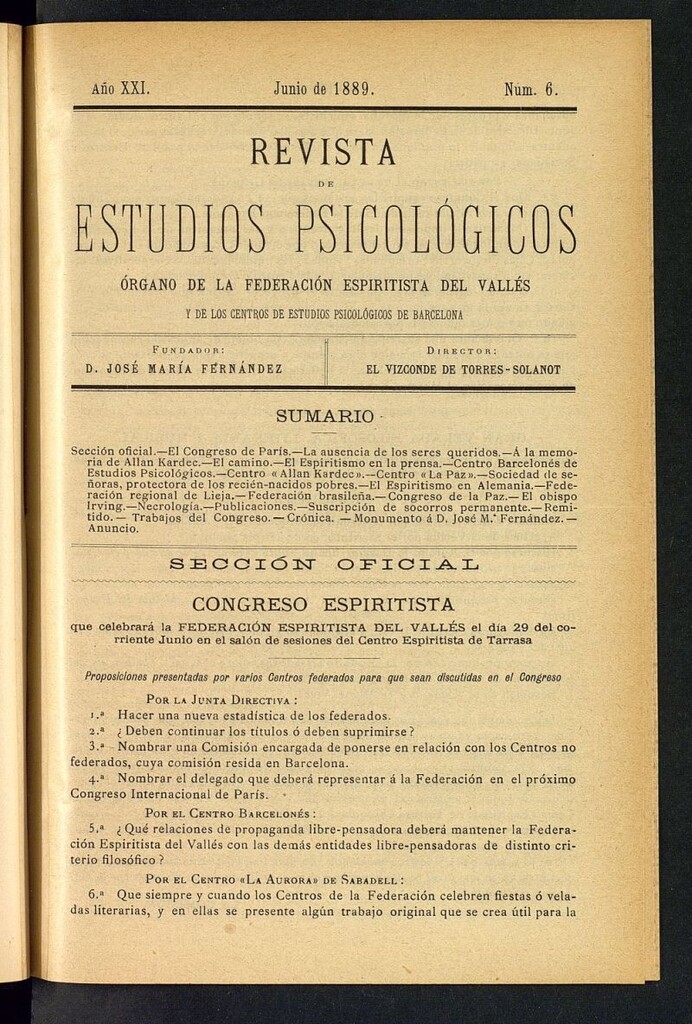 Año XXI. Junio de 1889. Núm. 6.
REVISTA
DE
ESTUDIOS PSICOLÓGICOS
ÓRGANO DE LA FEDERACIÓN ESPIRITISTA DEL VALLÉS
Y DE LOS CENTROS DE ESTUDIOS PSICOLÓGICOS DE BARCELONA
FUNDADOR:
D. JOSÉ MARÍA FERNÁNDEZ
DIRECTOR:
EL VIZCONDE DE TORRES-SOLANOT
SUMARIO
Sección oficial.—El Congreso de París.—La ausencia de los seres queridos.—Á la memo-
ria de Allan Kardec.—El camino.—El Espiritismo en la prensa.—Centro Barcelonés de
Estudios Psicológicos.—Centro «Allan Kardec».—Centro «La Paz».—Sociedad de se-
ñoras, protectora de los recién-nacidos pobres.—El Espiritismo en Alemania.—Fede-
ración regional de Lieja.—Federación brasileña.—Congreso de la Paz.—El obispo
Irving.—Necrología.—Publicaciones.—Suscripción de socorros permanente.—Remi-
tido.—Trabajos del Congreso.—Crónica.—Monumento á D. José M.ª Fernández.—
Anuncio.
SECCIÓN OFICIAL
CONGRESO ESPIRITISTA
que celebrará la FEDERACIÓN ESPIRITISTA DEL VALLÉS el día 29 del co-
rriente Junio en el salón de sesiones del Centro Espiritista de Tarrasa
Proposiciones presentadas por varios Centros federados para que sean discutidas en el Congreso
POR LA JUNTA DIRECTIVA:
1.ª Hacer una nueva estadística de los federados.
2.ª ¿Deben continuar los títulos ó deben suprimirse?
3.ª Nombrar una Comisión encargada de ponerse en relación con los Centros no
federados, cuya comisión resida en Barcelona.
4.ª Nombrar el delegado que deberá representar á la Federación en el próximo
Congreso Internacional de París.
POR EL CENTRO BARCELONÉS:
5.ª ¿Qué relaciones de propaganda libre-pensadora deberá mantener la Federa-
ción Espiritista del Vallés con las demás entidades libre-pensadoras de distinto cri-
terio filosófico?
POR EL CENTRO «LA AURORA» DE SABADELL:
6.ª Que siempre y cuando los Centros de la Federación celebren fiestas ó vela-
das literarias, y en ellas se presente algún trabajo original que se crea útil para la